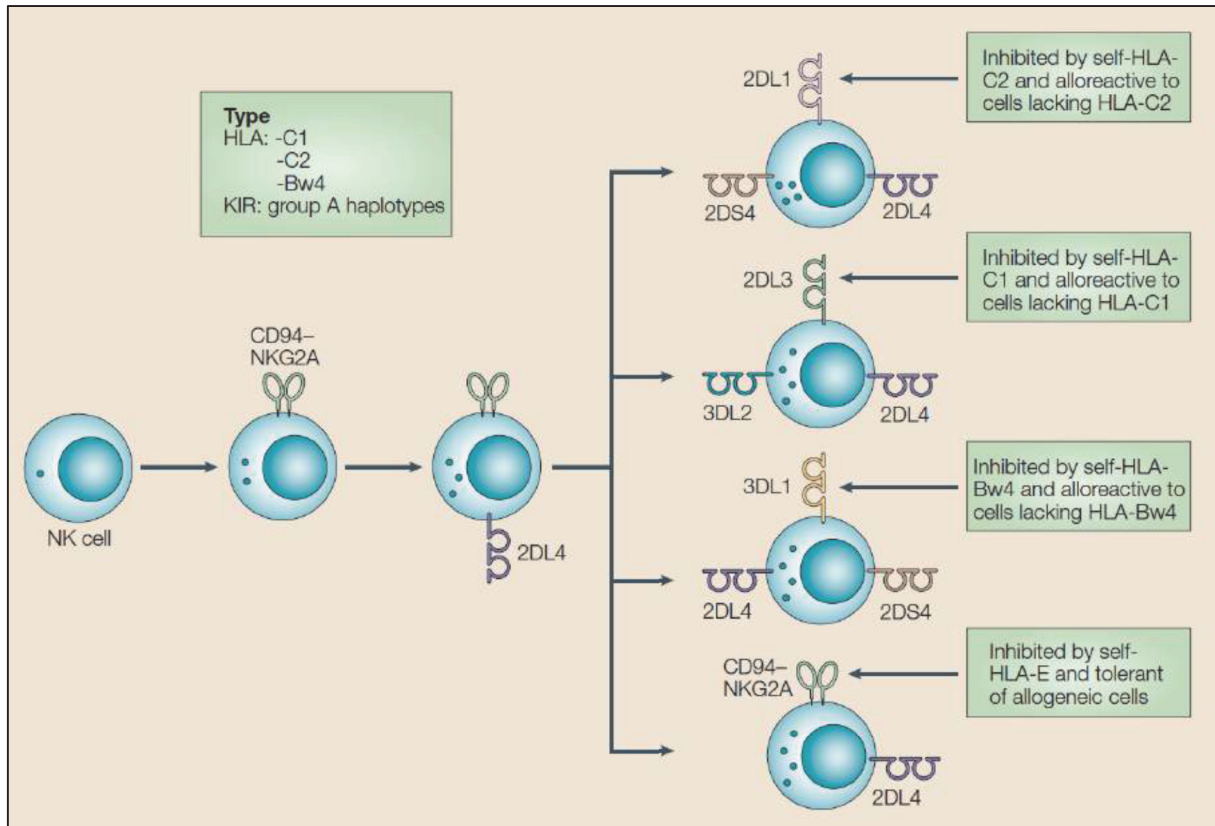 Type
HLA: -C1
-C2
-Bw4
KIR: group A haplotypes
NK cell
CD94–
NKG2A
2DL4
2DL1
2DS4
2DL4
Inhibited by self-HLA-
C2 and alloreactive to
cells lacking HLA-C2
2DL3
3DL2
2DL4
Inhibited by self-HLA-
C1 and alloreactive to
cells lacking HLA-C1
3DL1
2DL4
2DS4
Inhibited by self-HLA-
Bw4 and alloreactive to
cells lacking HLA-Bw4
CD94–
NKG2A
2DL4
Inhibited by self-
HLA-E and tolerant
of allogeneic cells